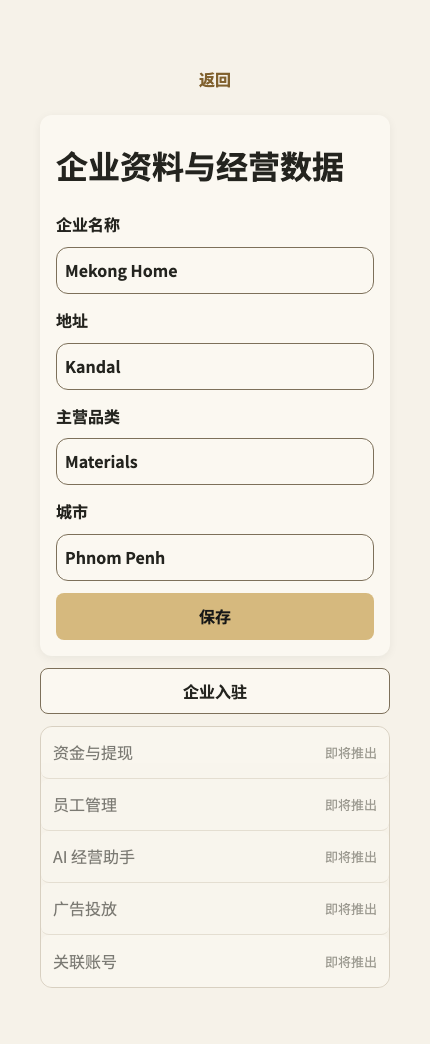 返回
企业资料与经营数据
企业名称
Mekong Home
地址
Kandal
主营品类
Materials
城市
Phnom Penh
保存
企业入驻
资金与提现 即将推出
员工管理 即将推出
AI 经营助手 即将推出
广告投放 即将推出
关联账号 即将推出